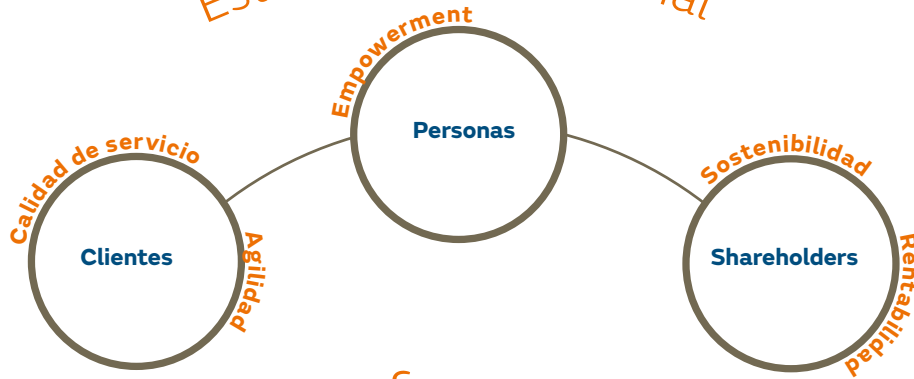 Empowerment
Personas
Calidad de servicio
Clientes
Agilidad
Sostenibilidad
Shareholders
Rentabilidad